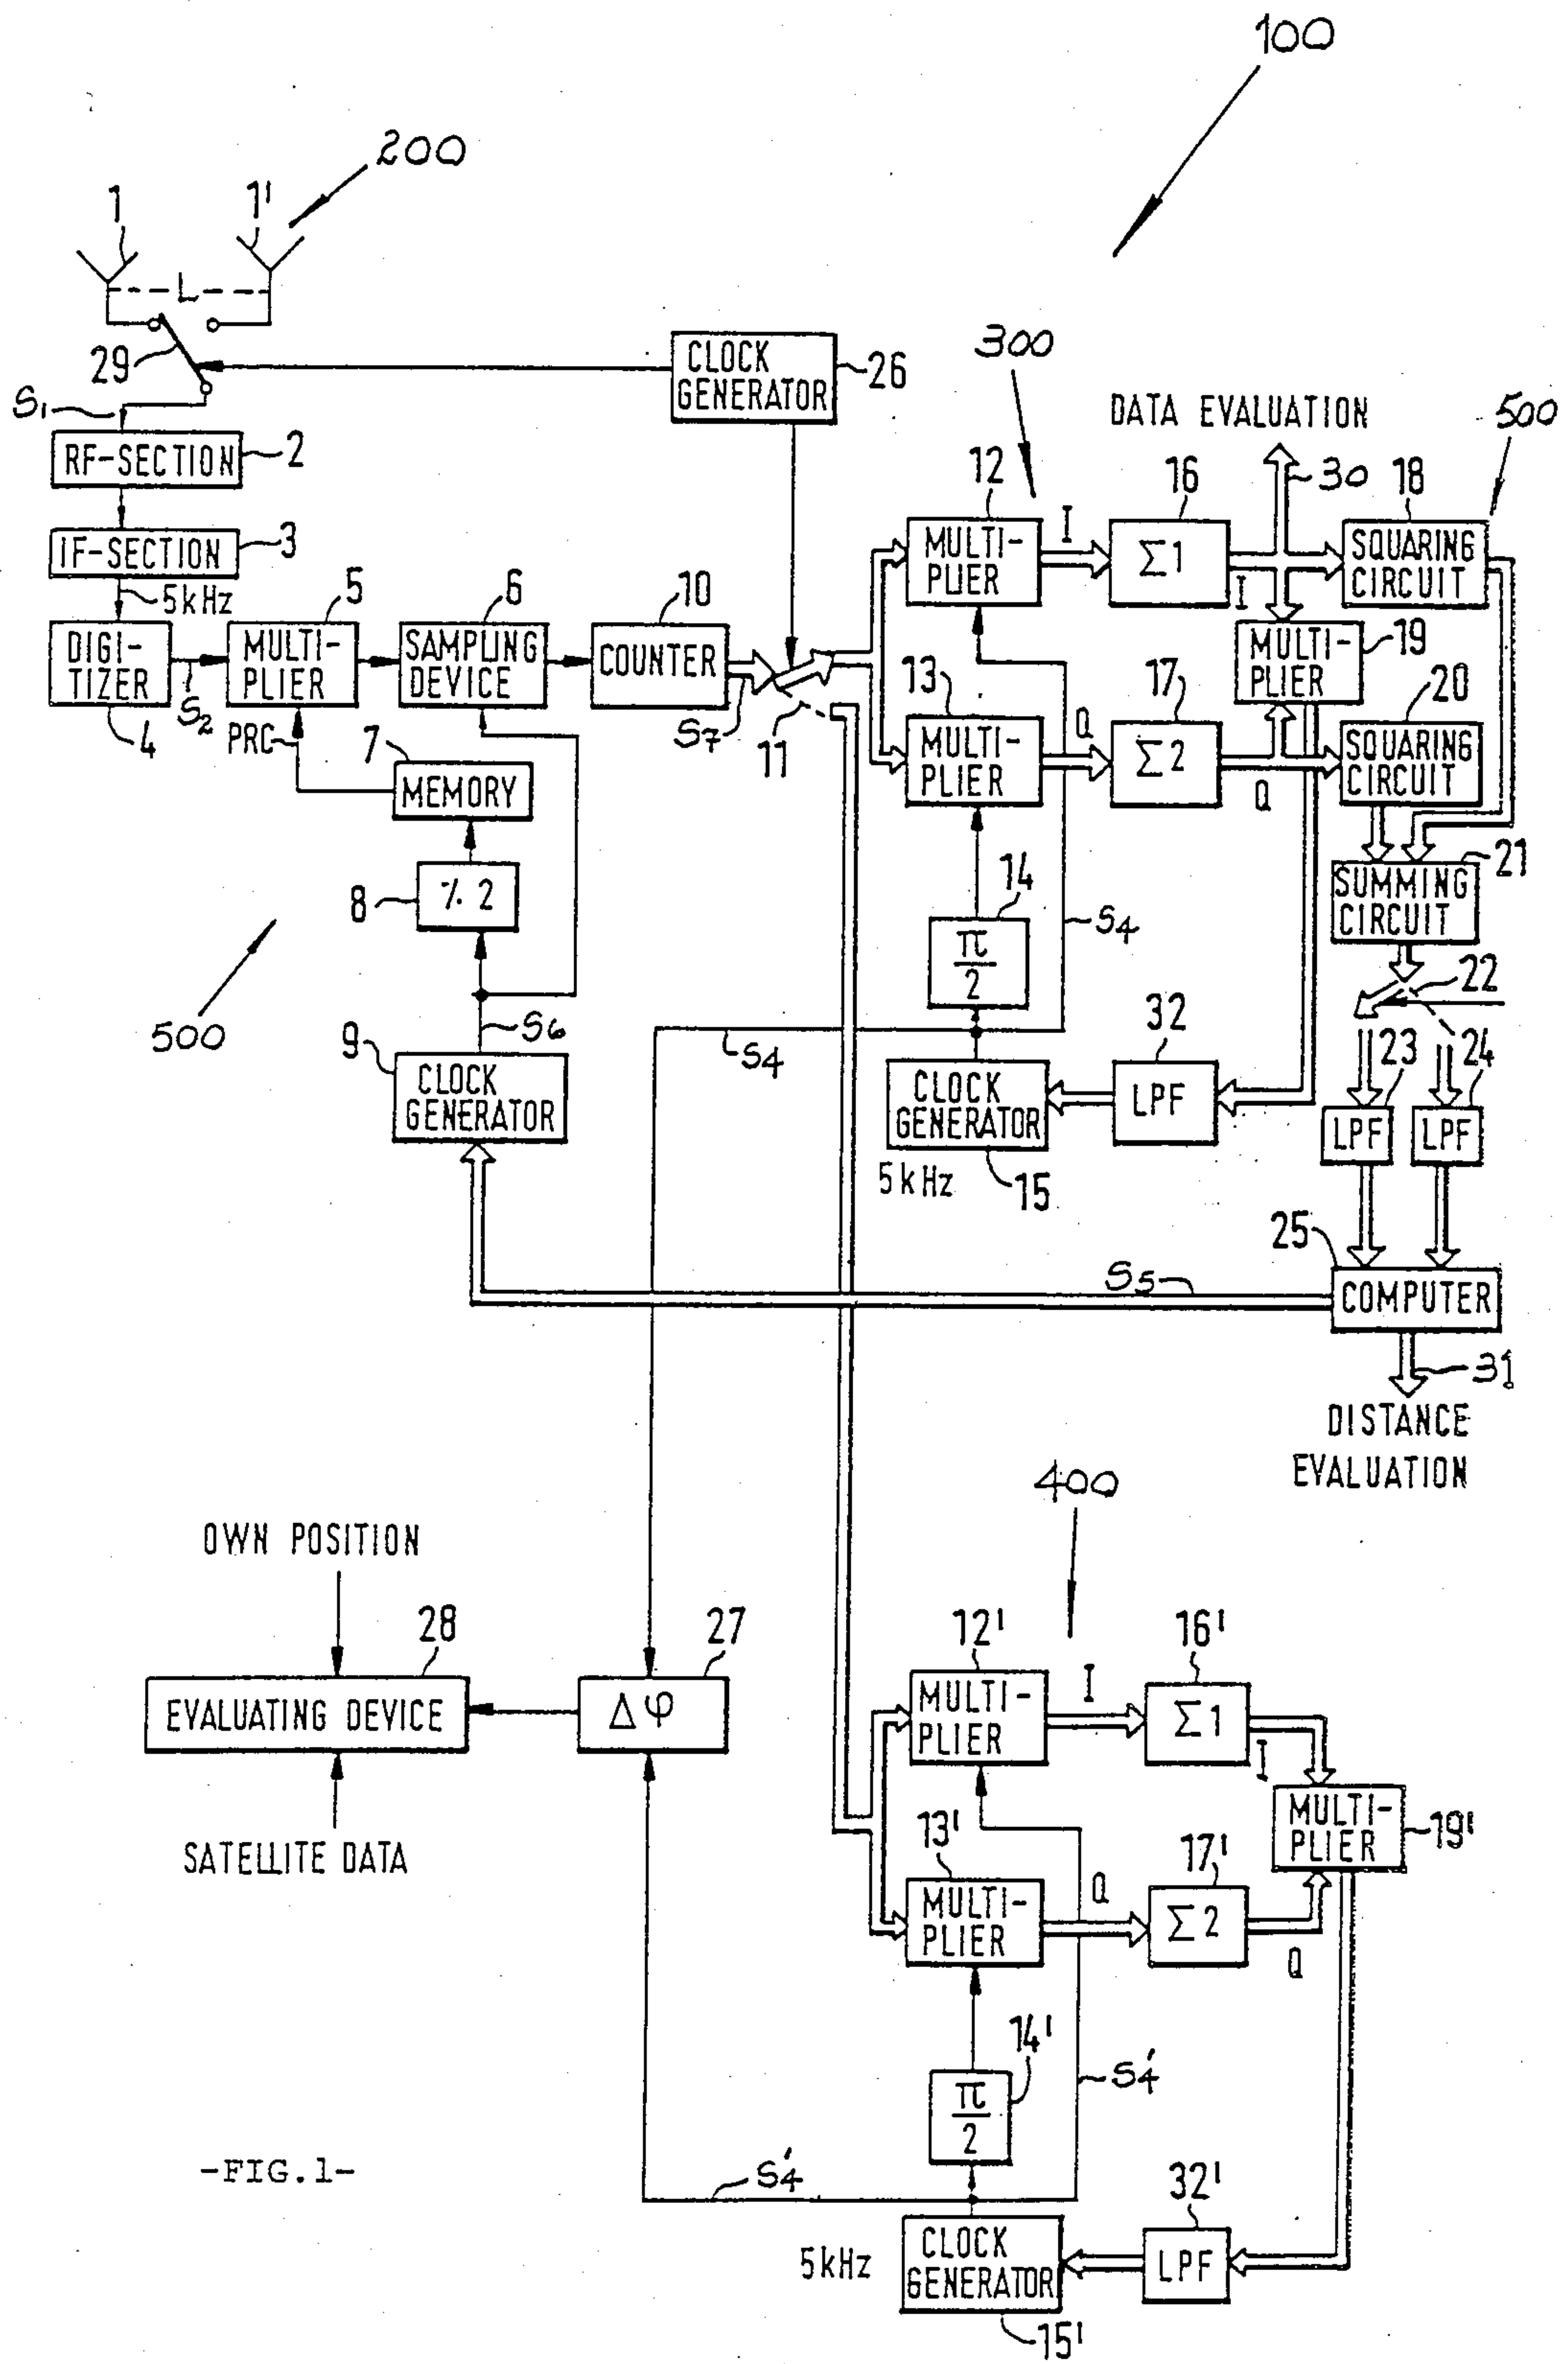 100
200
1
1'
L
29
S1
CLOCK
GENERATOR
26
300
DATA EVALUATION
500
RF-SECTION
2
12
16
30
18
IF-SECTION
3
MULTI-
PLIER
I
Σ1
I
SQUARING
CIRCUIT
5kHz
5
6
10
DIGI-
TIZER
MULTI-
PLIER
SAMPLING
DEVICE
COUNTER
MULTI-
PLIER
19
4
S2
PRC
S7
11
13
17
20
7
MEMORY
MULTI-
PLIER
Q
Σ2
Q
SQUARING
CIRCUIT
8
٪ 2
14
π
2
S4
SUMMING
CIRCUIT
21
22
500
S6
S4
32
23
24
9
CLOCK
GENERATOR
CLOCK
GENERATOR
LPF
LPF
LPF
5kHz
15
25
S5
COMPUTER
31
DISTANCE
EVALUATION
400
OWN POSITION
28
27
12'
16'
EVALUATING DEVICE
Δφ
MULTI-
PLIER
I
Σ1
I
SATELLITE DATA
13'
17'
MULTI-
PLIER
19'
MULTI-
PLIER
Q
Σ2
Q
14'
π
2
S4'
-FIG.1-
S4'
32'
5kHz
CLOCK
GENERATOR
LPF
15'